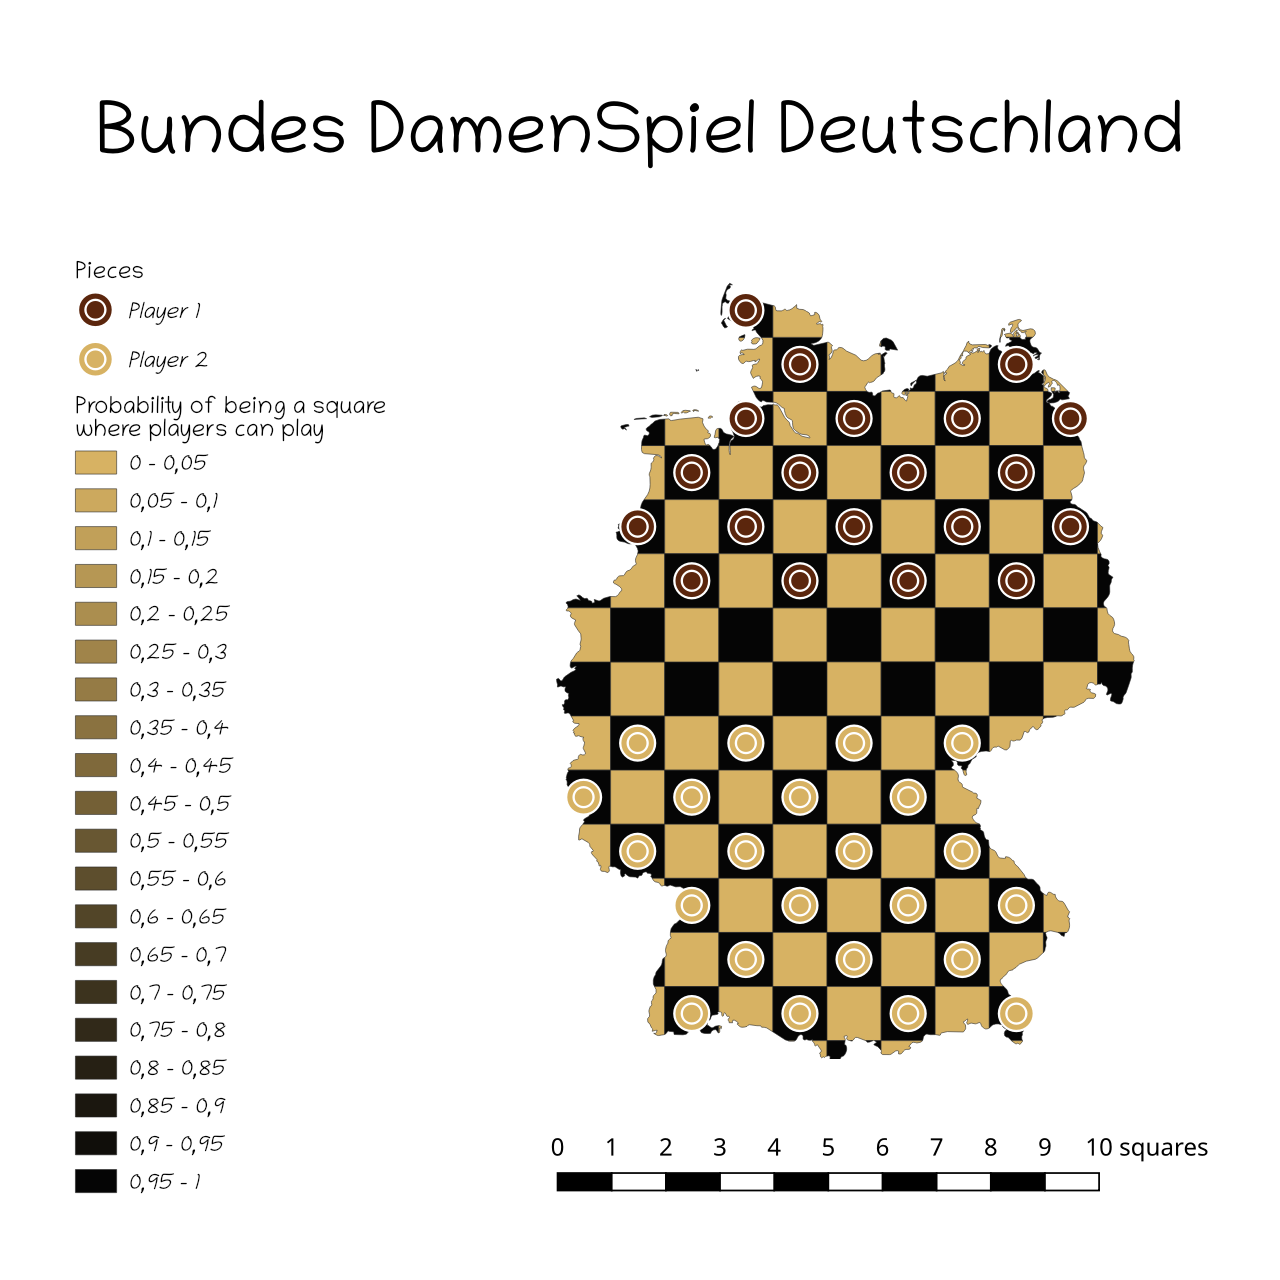 Bundes DamenSpiel Deutschland
Pieces
Player 1
Player 2
Probability of being a square
where players can play
0 - 0,05
0,05 - 0,1
0,1 - 0,15
0,15 - 0,2
0,2 - 0,25
0,25 - 0,3
0,3 - 0,35
0,35 - 0,4
0,4 - 0,45
0,45 - 0,5
0,5 - 0,55
0,55 - 0,6
0,6 - 0,65
0,65 - 0,7
0,7 - 0,75
0,75 - 0,8
0,8 - 0,85
0,85 - 0,9
0,9 - 0,95
0,95 - 1
0 1 2 3 4 5 6 7 8 9 10 squares